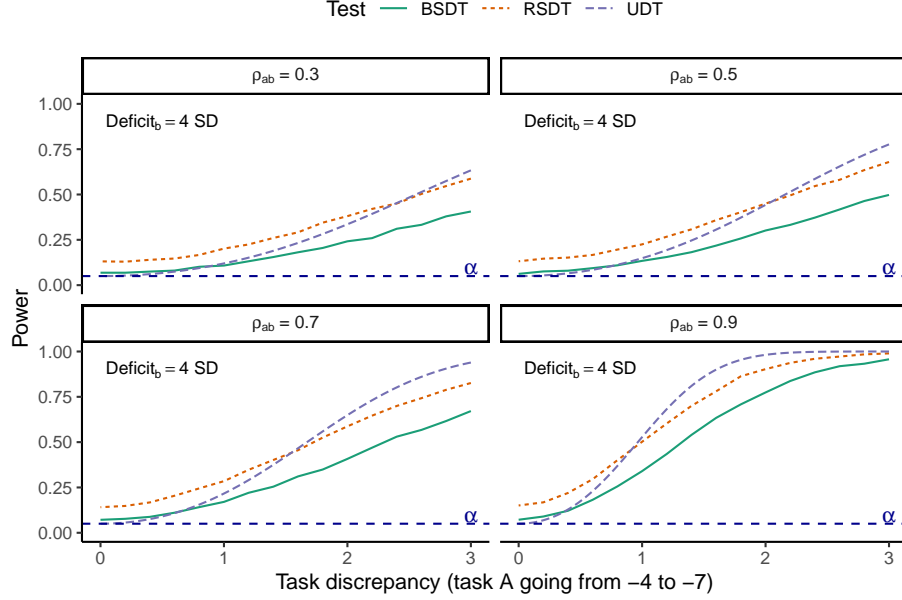 Test BSDT RSDT UDT
ρab = 0.3
ρab = 0.5
1.00
0.75
0.50
0.25
0.00
Deficitb = 4 SD
α
Deficitb = 4 SD
α
ρab = 0.7
ρab = 0.9
1.00
0.75
0.50
0.25
0.00
Deficitb = 4 SD
α
Deficitb = 4 SD
α
0 1 2 3
0 1 2 3
Power
Task discrepancy (task A going from −4 to −7)